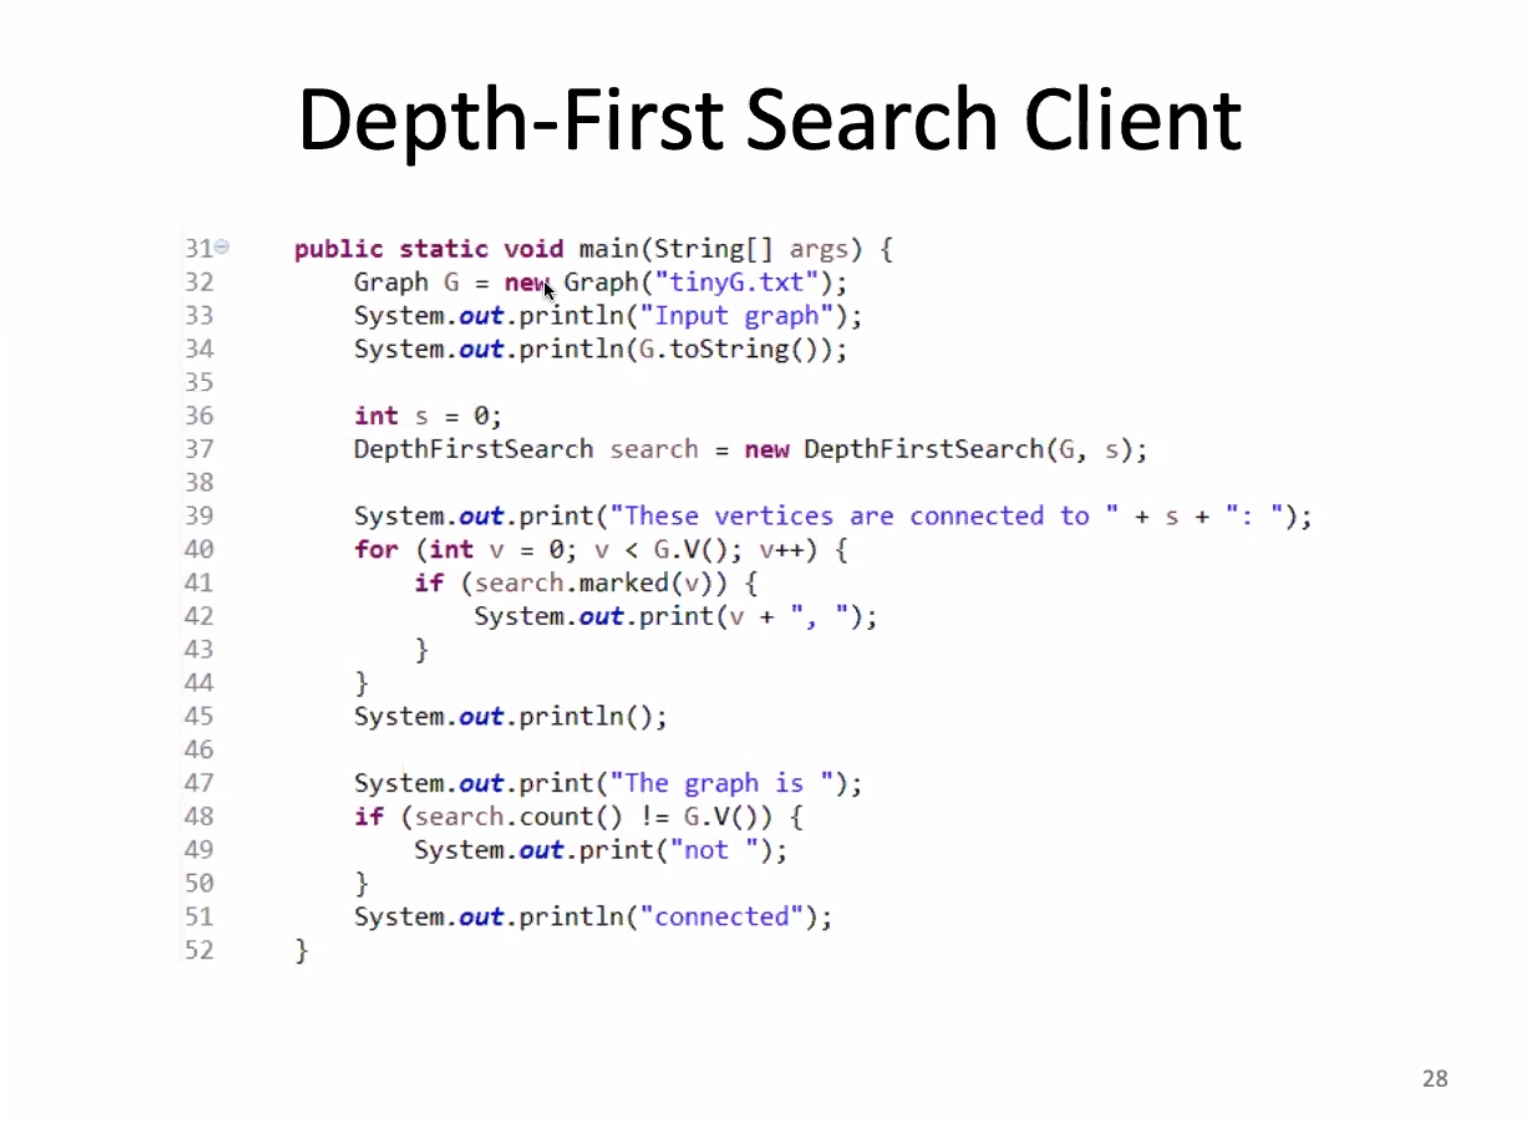 Depth-First Search Client
31 public static void main(String[] args) {
32 Graph G = new Graph("tinyG.txt");
33 System.out.println("Input graph");
34 System.out.println(G.toString());
35
36 int s = 0;
37 DepthFirstSearch search = new DepthFirstSearch(G, s);
38
39 System.out.print("These vertices are connected to " + s + ": ");
40 for (int v = 0; v < G.V(); v++) {
41 if (search.marked(v)) {
42 System.out.print(v + ", ");
43 }
44 }
45 System.out.println();
46
47 System.out.print("The graph is ");
48 if (search.count() != G.V()) {
49 System.out.print("not ");
50 }
51 System.out.println("connected");
52 }
28